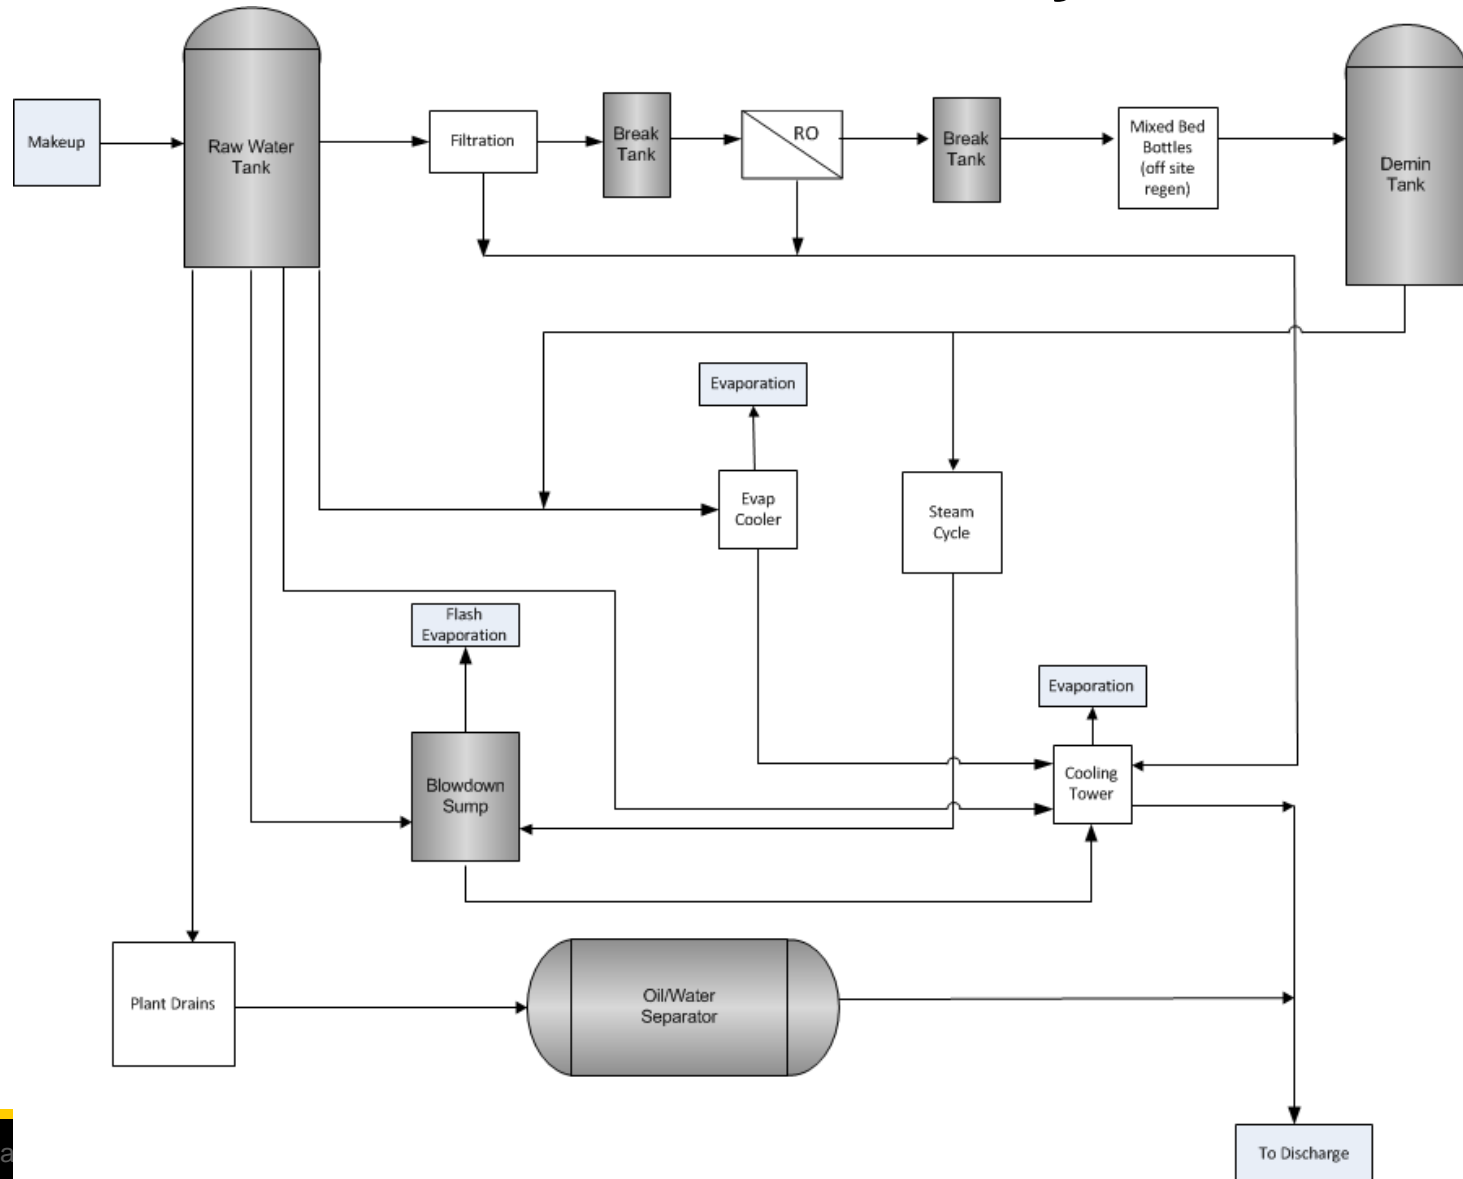 Makeup
Raw Water
Tank
Filtration
Break
Tank
RO
Break
Tank
Mixed Bed
Bottles
(off site
regen)
Demin
Tank
Evaporation
Evap
Cooler
Steam
Cycle
Flash
Evaporation
Evaporation
Blowdown
Sump
Cooling
Tower
Plant Drains
Oil/Water
Separator
To Discharge